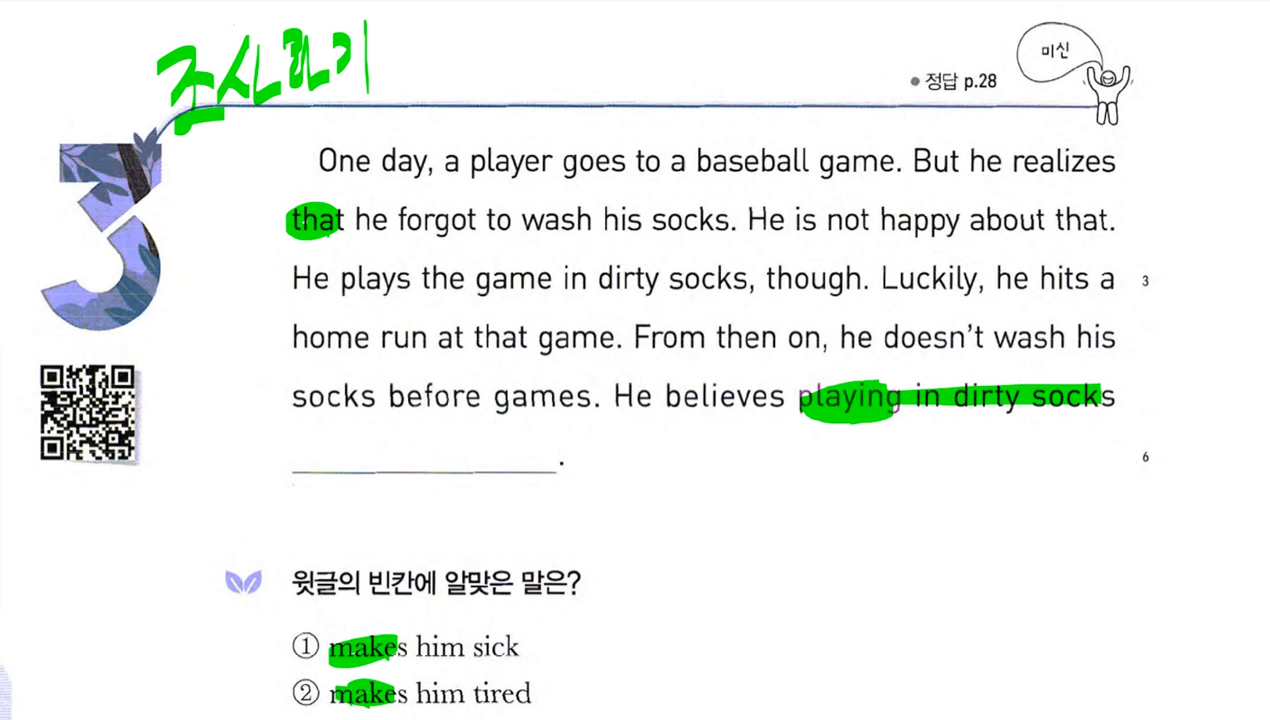 조신라기
미신
● 정답 p.28
3
One day, a player goes to a baseball game. But he realizes
that he forgot to wash his socks. He is not happy about that.
He plays the game in dirty socks, though. Luckily, he hits a
3
home run at that game. From then on, he doesn't wash his
socks before games. He believes playing in dirty socks
____________________.
6
윗글의 빈칸에 알맞은 말은?
① makes him sick
② makes him tired